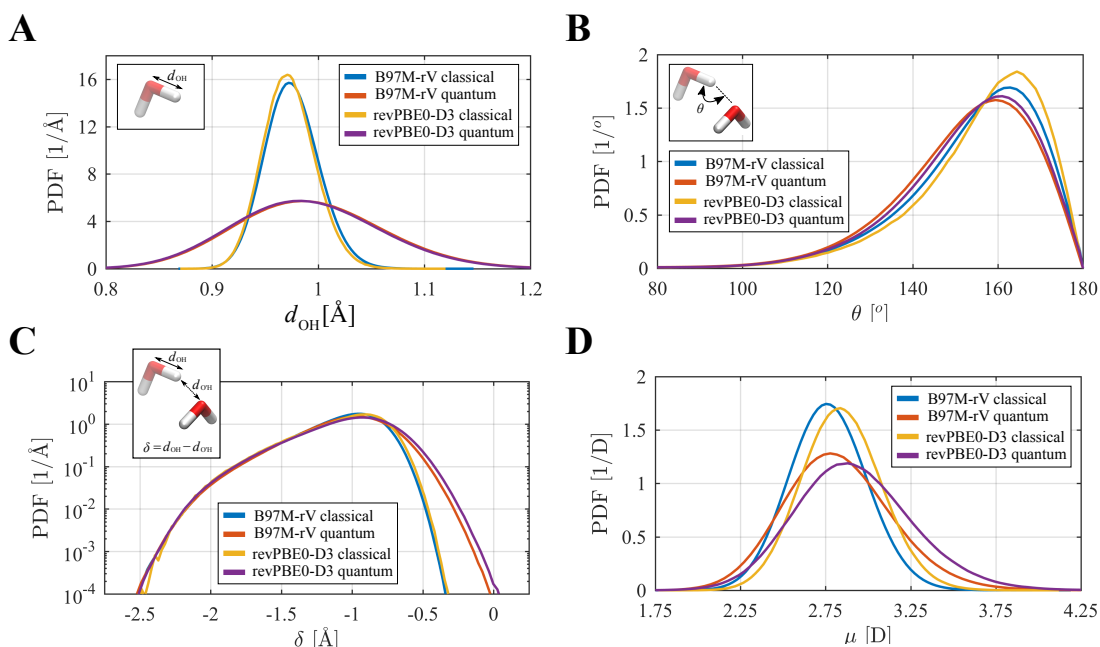 A
PDF [1/Å]
16
12
8
4
0
0.8
0.9
1
1.1
1.2
d_OH[Å]
d_OH
B97M-rV classical
B97M-rV quantum
revPBE0-D3 classical
revPBE0-D3 quantum
B
PDF [1/º]
2
1.5
1
0.5
0
80
100
120
140
160
180
θ [º]
θ
B97M-rV classical
B97M-rV quantum
revPBE0-D3 classical
revPBE0-D3 quantum
C
d_OH
d_O'H
δ=d_OH−d_O'H
PDF [1/Å]
10^1
10^0
10^-1
10^-2
10^-3
10^-4
-2.5
-2
-1.5
-1
-0.5
0
δ [Å]
B97M-rV classical
B97M-rV quantum
revPBE0-D3 classical
revPBE0-D3 quantum
D
PDF [1/D]
2
1.5
1
0.5
0
1.75
2.25
2.75
3.25
3.75
4.25
μ [D]
B97M-rV classical
B97M-rV quantum
revPBE0-D3 classical
revPBE0-D3 quantum